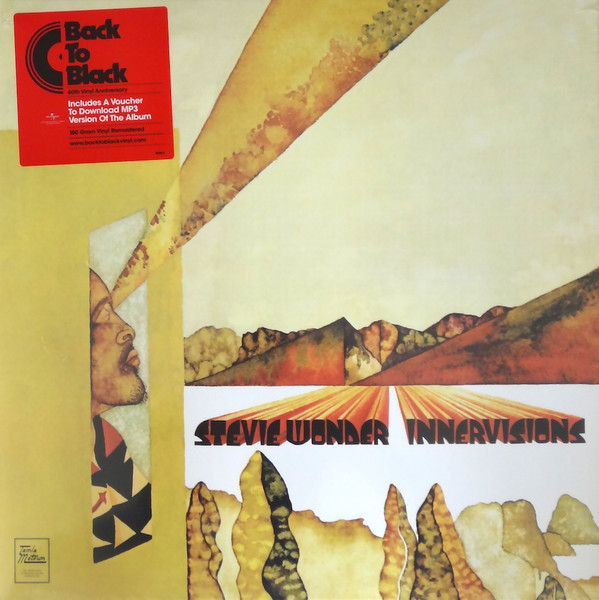 Back
To
Black
60th Vinyl Anniversary
Includes A Voucher
To Download MP3
Version Of The Album
180 Gram Vinyl Remastered
www.backtoblackvinyl.com
STEVIE WONDER INNERVISIONS
Tamla
Motown